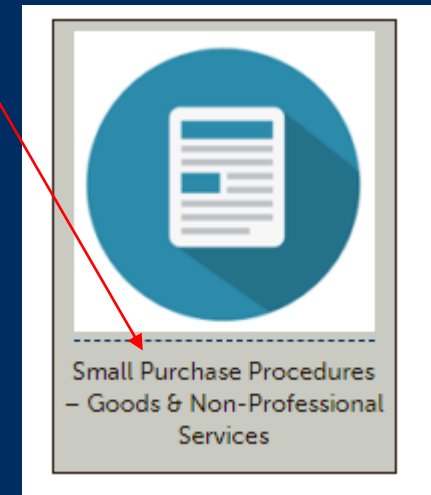 Small Purchase Procedures
– Goods & Non-Professional
Services